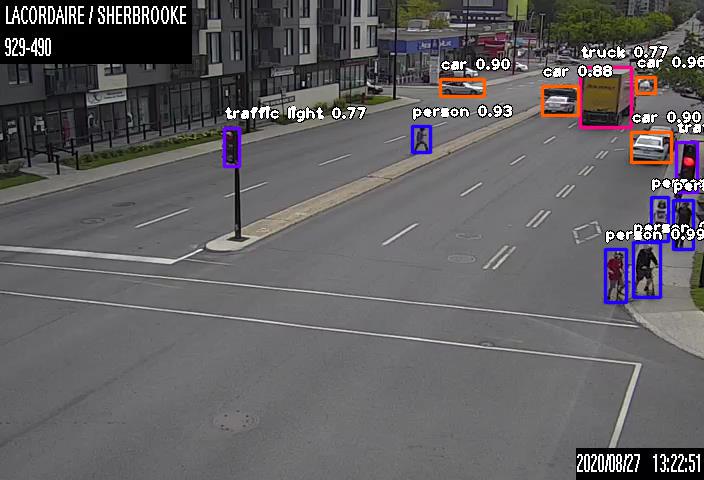 LACORDAIRE / SHERBROOKE
929-490
truck 0.77
car 0.90
car 0.88
car 0.96
traffic light 0.77
person 0.93
car 0.90
person 0.99
2020/08/27 13:22:51